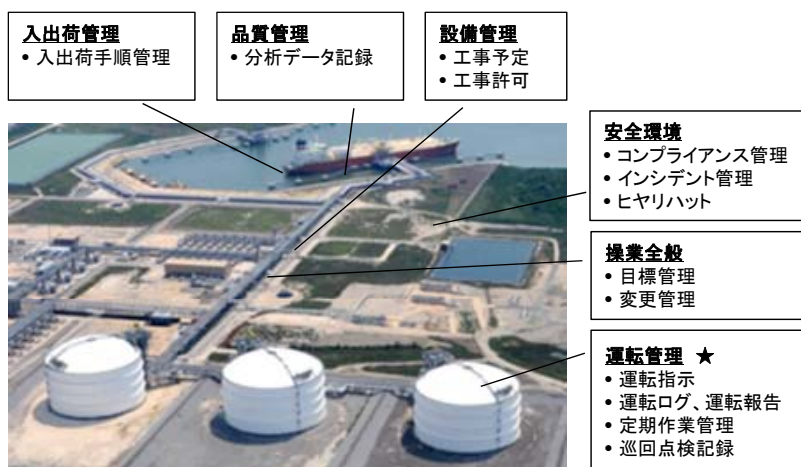 入出荷管理
• 入出荷手順管理
品質管理
• 分析データ記録
設備管理
• 工事予定
• 工事許可
安全環境
• コンプライアンス管理
• インシデント管理
• ヒヤリハット
操業全般
• 目標管理
• 変更管理
運転管理 ★
• 運転指示
• 運転ログ、運転報告
• 定期作業管理
• 巡回点検記録